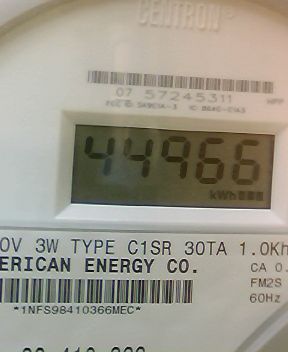 CENTRON®
07 57245311
44966
kWh
0V 3W TYPE C1SR 30TA 1.0Kh
ERICAN ENERGY CO.
CA 0.
FM2S
60Hz
*1NFS98410366MEC*